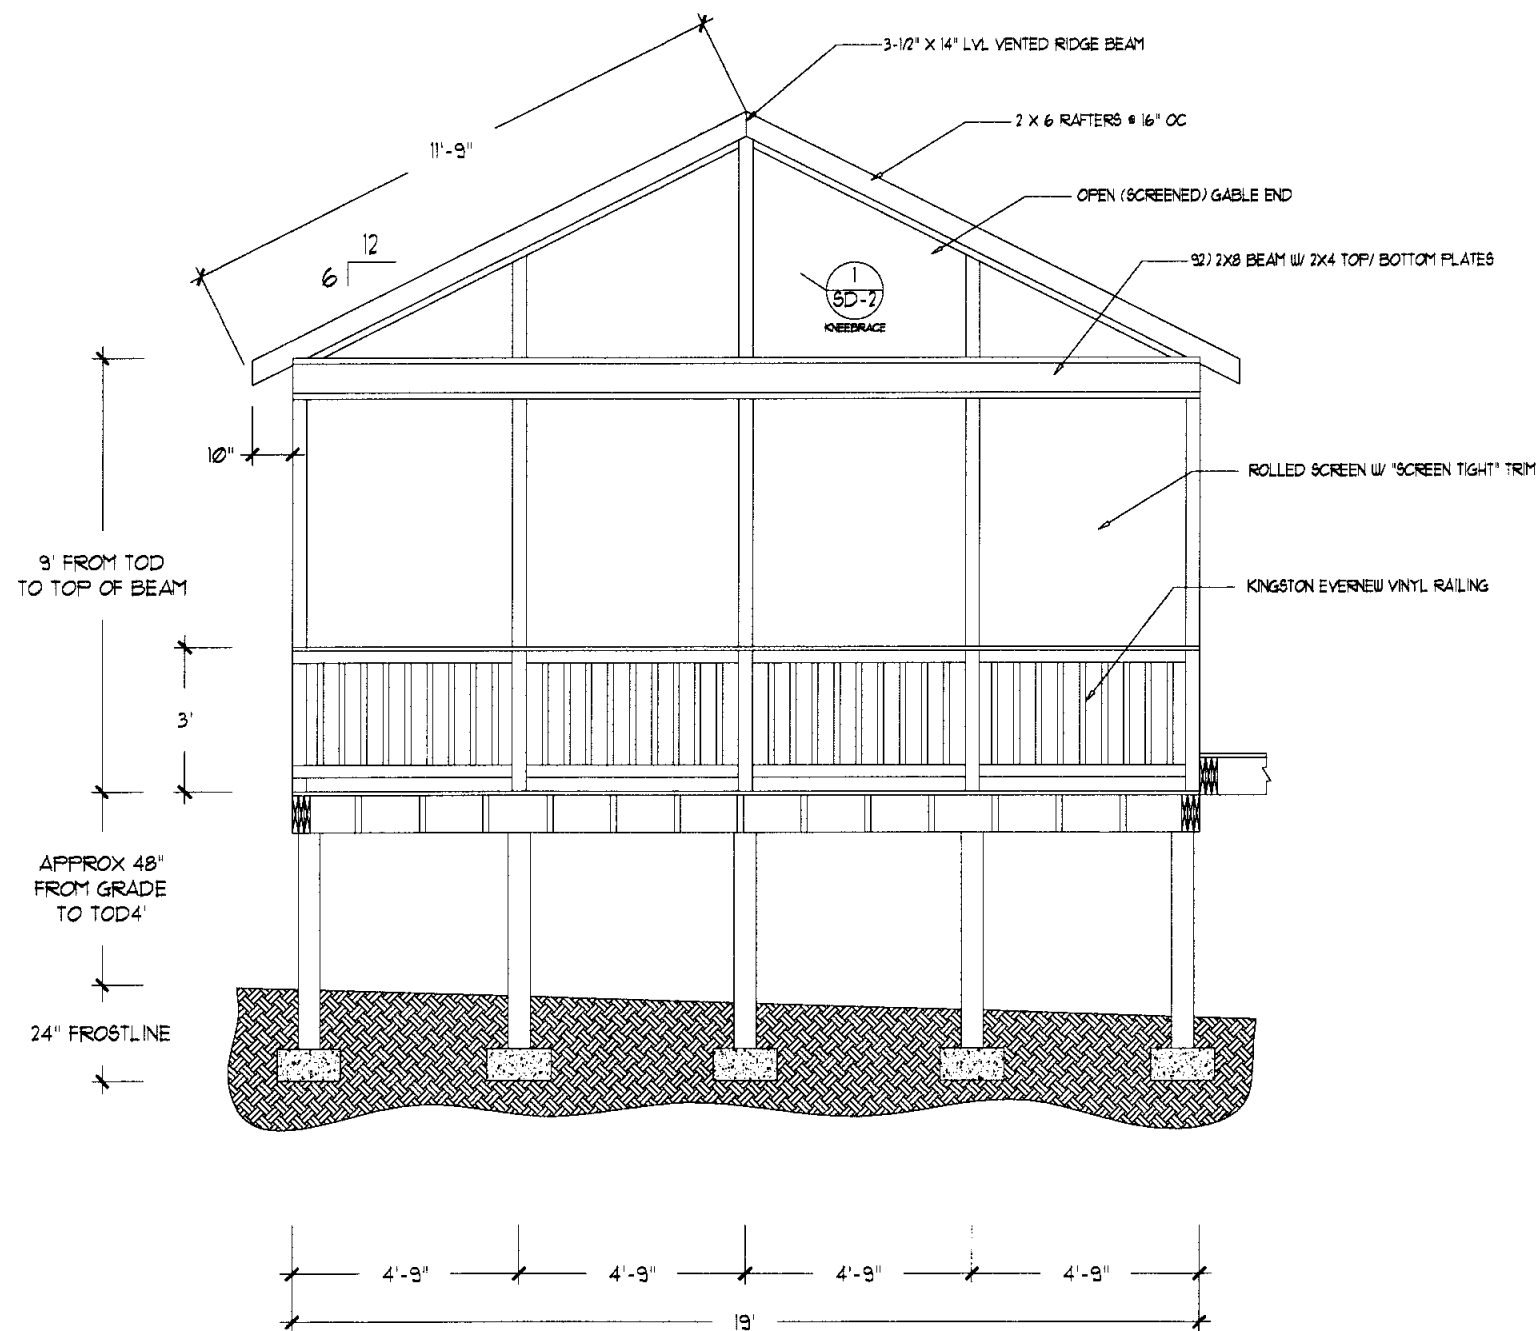 3-1/2" X 14" LVL VENTED RIDGE BEAM
2 X 6 RAFTERS @ 16" OC
11'-9"
OPEN (SCREENED) GABLE END
12
6
92) 2X8 BEAM W/ 2X4 TOP/ BOTTOM PLATES
1
SD-2
KNEEBRACE
10"
ROLLED SCREEN W/ "SCREEN TIGHT" TRIM
9' FROM TOD
TO TOP OF BEAM
KINGSTON EVERNEW VINYL RAILING
3'
APPROX 48"
FROM GRADE
TO TOD4'
24" FROSTLINE
4'-9"
4'-9"
4'-9"
4'-9"
19'